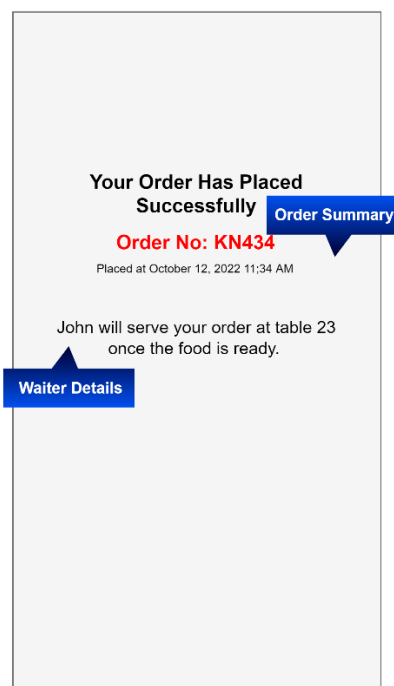 Your Order Has Placed
Successfully
Order Summary
Order No: KN434
Placed at October 12, 2022 11;34 AM
John will serve your order at table 23
once the food is ready.
Waiter Details